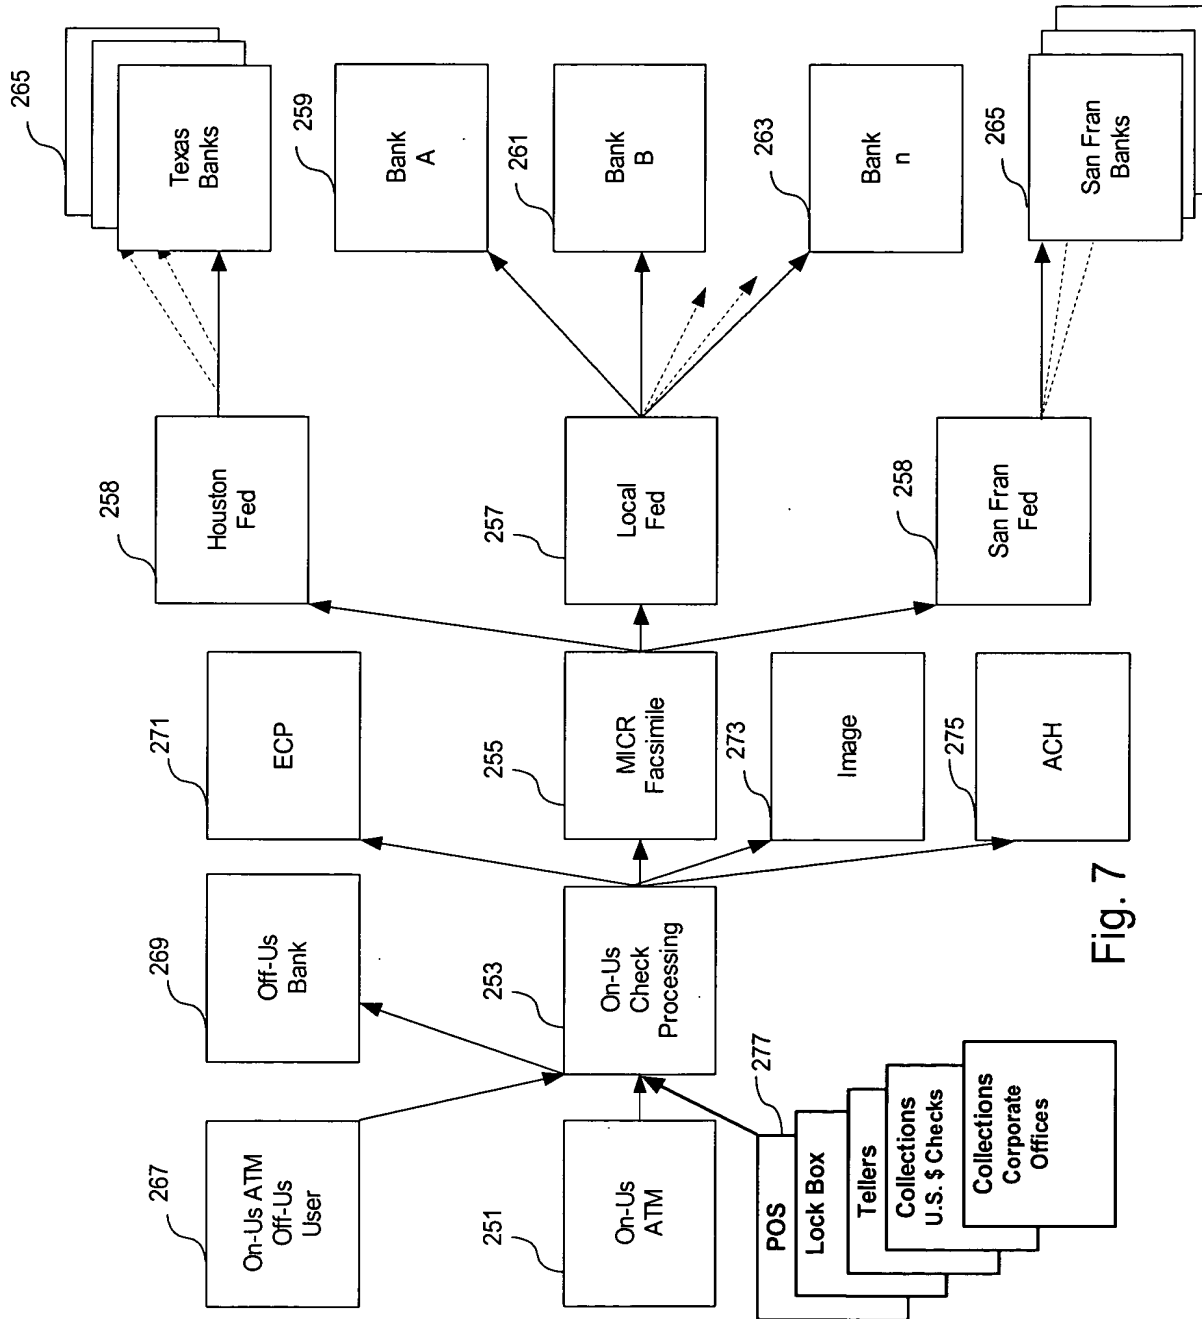 265
Texas
Banks
259
Bank
A
261
Bank
B
263
Bank
n
265
San Fran
Banks
258
Houston
Fed
257
Local
Fed
258
San Fran
Fed
271
ECP
255
MICR
Facsimile
273
Image
275
ACH
269
Off-Us
Bank
253
On-Us
Check
Processing
267
On-Us ATM
Off-Us
User
251
On-Us
ATM
277
POS
Lock Box
Tellers
Collections
U.S. $ Checks
Collections
Corporate
Offices
Fig. 7